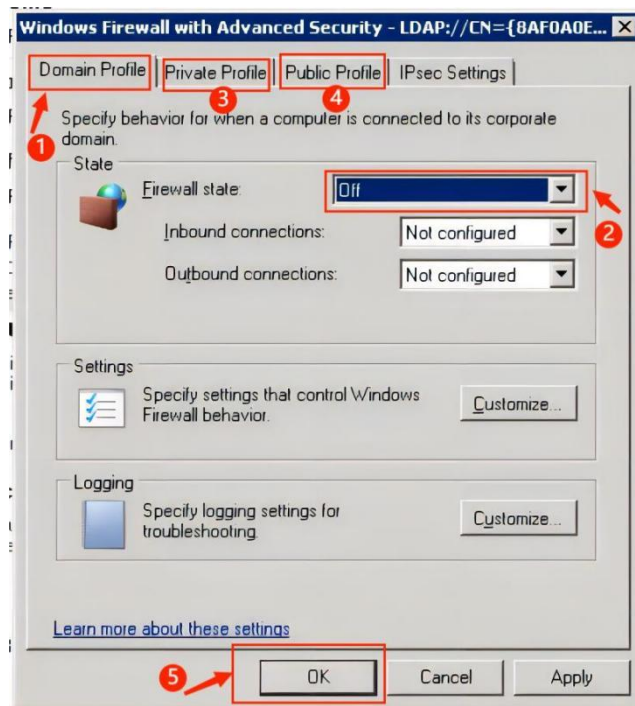 Windows Firewall with Advanced Security - LDAP://CN={8AF0A0E...
Domain Profile Private Profile Public Profile IPsec Settings
1 3 4
Specify behavior for when a computer is connected to its corporate
domain.
State
Firewall state: Off
2
Inbound connections: Not configured
Outbound connections: Not configured
Settings
Specify settings that control Windows
Firewall behavior.
Customize...
Logging
Specify logging settings for
troubleshooting.
Customize...
Learn more about these settings
5 OK Cancel Apply